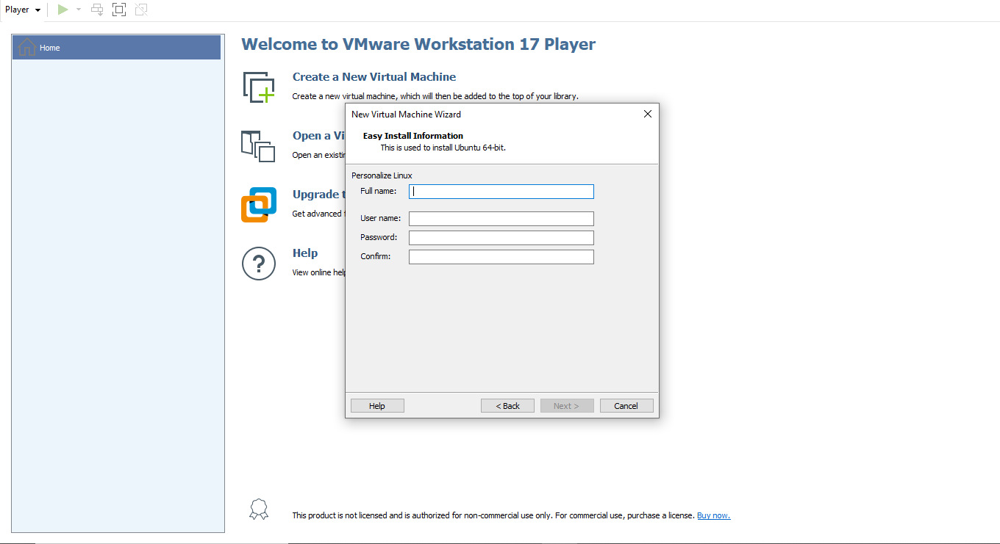 Player
Home
Welcome to VMware Workstation 17 Player
Create a New Virtual Machine
Create a new virtual machine, which will then be added to the top of your library.
Open a Vi
Open an existin
Upgrade t
Get advanced f
Help
View online help
New Virtual Machine Wizard
Easy Install Information
This is used to install Ubuntu 64-bit.
Personalize Linux
Full name:
User name:
Password:
Confirm:
Help < Back Next > Cancel
This product is not licensed and is authorized for non-commercial use only. For commercial use, purchase a license. Buy now.